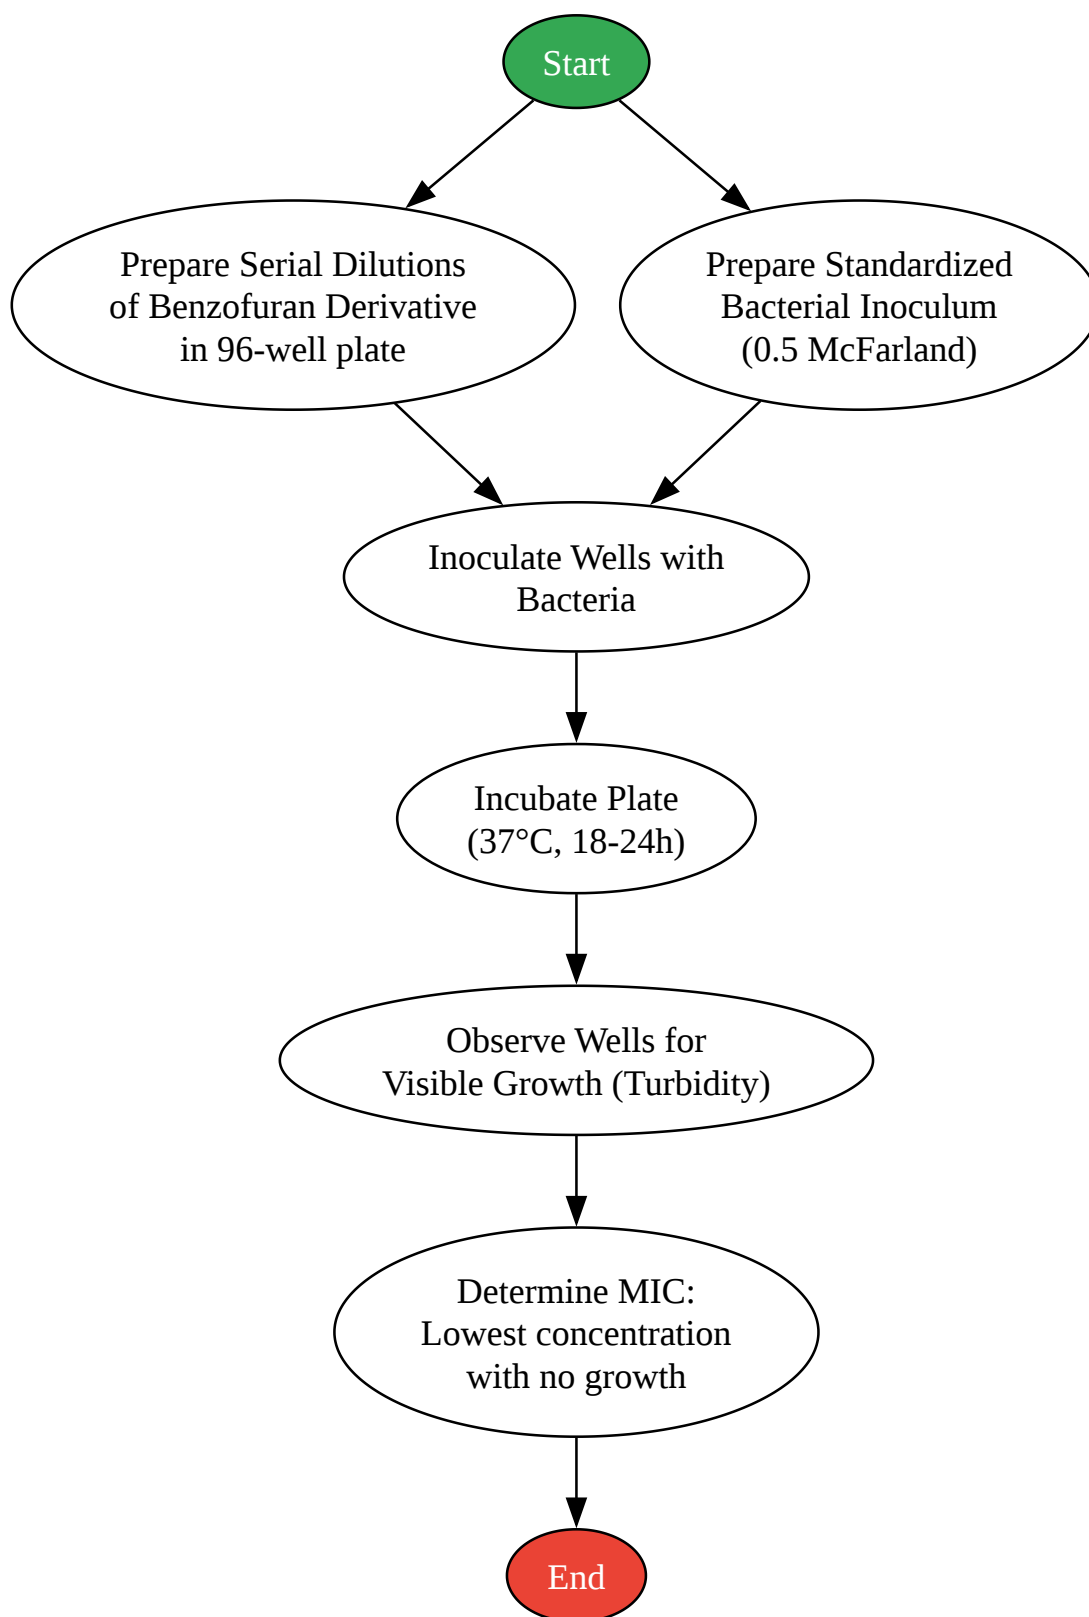 Start
Prepare Serial Dilutions
of Benzofuran Derivative
in 96-well plate
Prepare Standardized
Bacterial Inoculum
(0.5 McFarland)
Inoculate Wells with
Bacteria
Incubate Plate
(37°C, 18-24h)
Observe Wells for
Visible Growth (Turbidity)
Determine MIC:
Lowest concentration
with no growth
End